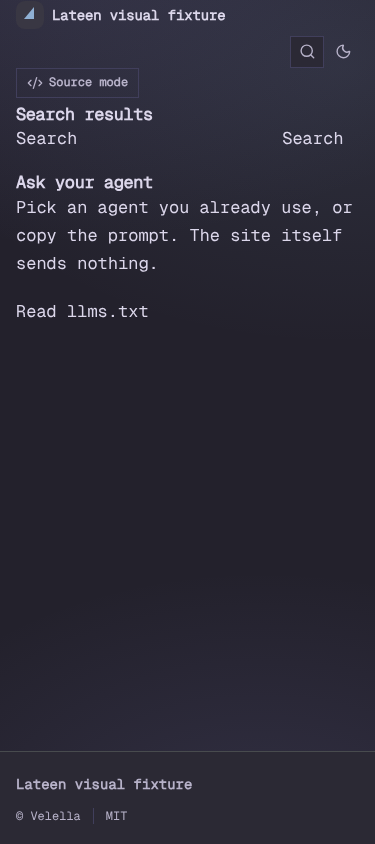 Lateen visual fixture
Source mode
Search results
Search Search
Ask your agent
Pick an agent you already use, or
copy the prompt. The site itself
sends nothing.
Read llms.txt
Lateen visual fixture
© Velella MIT